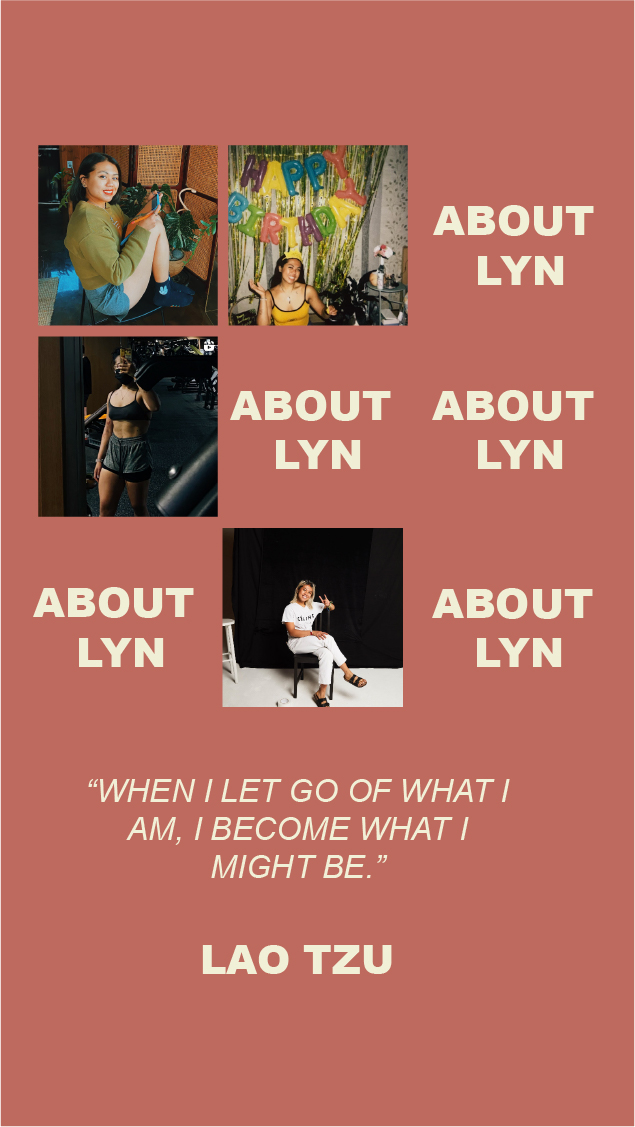 HAPPY
BIRTHDAY
ABOUT
LYN
ABOUT
LYN
ABOUT
LYN
ABOUT
LYN
ABOUT
LYN
“WHEN I LET GO OF WHAT I
AM, I BECOME WHAT I
MIGHT BE.”
LAO TZU